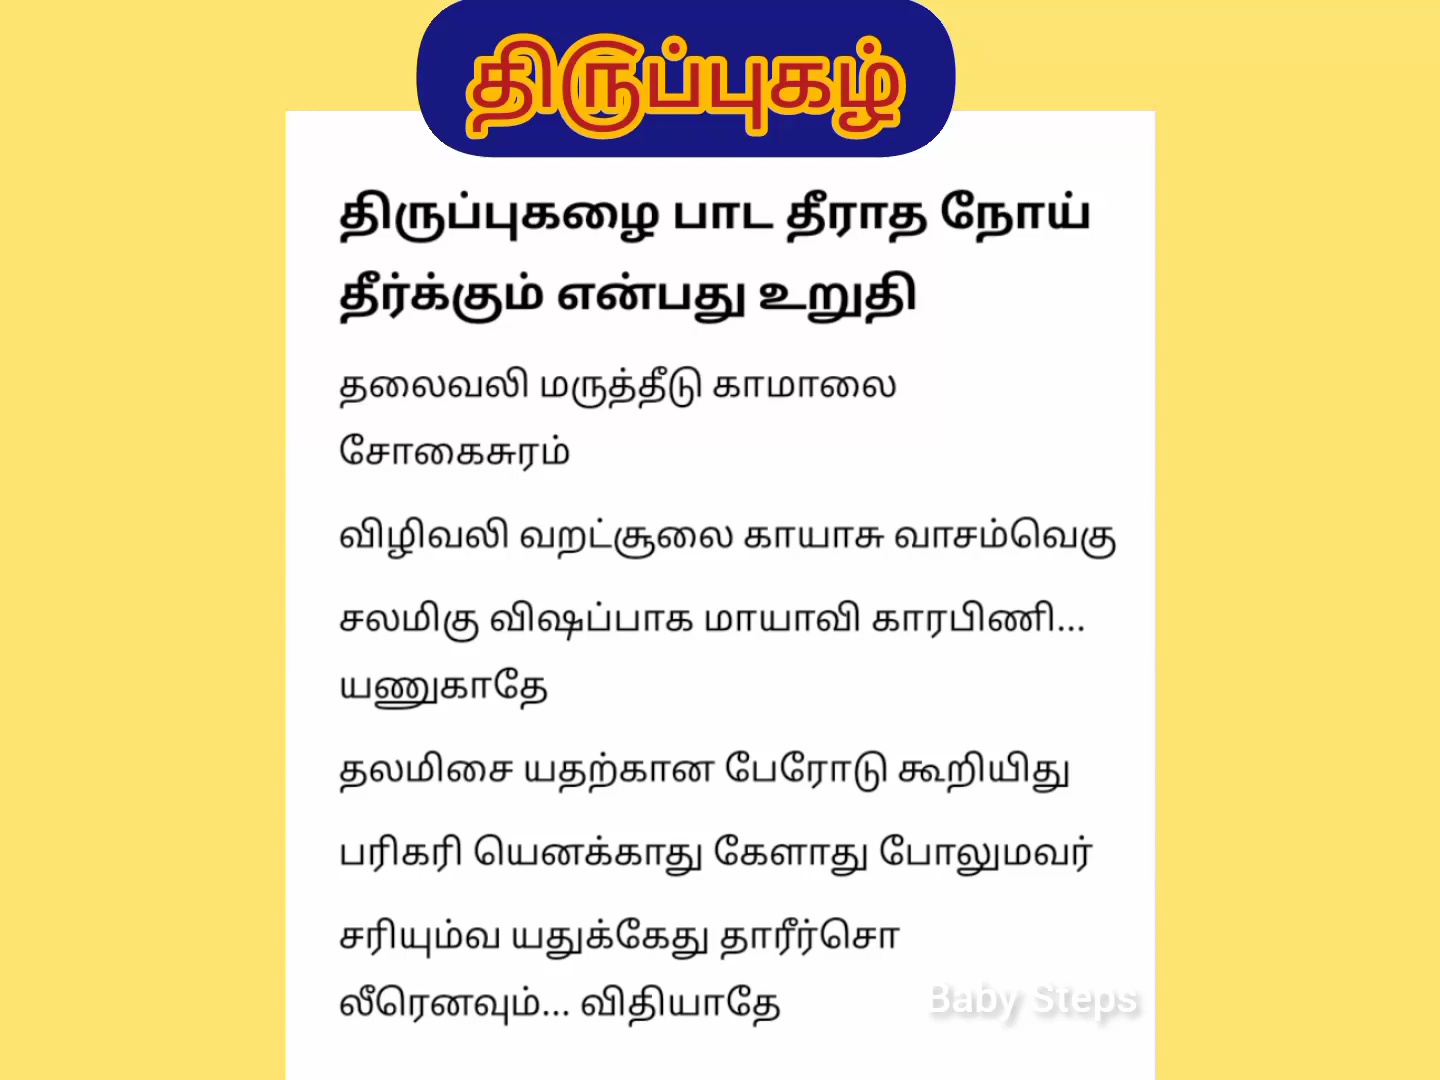 திருப்புகழ்
திருப்புகழை பாட தீராத நோய்
தீர்க்கும் என்பது உறுதி
தலைவலி மருத்தீடு காமாலை
சோகைசுரம்
விழிவலி வறட்சூலை காயாசு வாசம்வெகு
சலமிகு விஷப்பாக மாயாவி காரபிணி...
யணுகாதே
தலமிசை யதற்கான பேரோடு கூறியிது
பரிகரி யெனக்காது கேளாது போலுமவர்
சரியும்வ யதுக்கேது தாரீர்சொ
லீரெனவும்... விதியாதே
Baby Steps